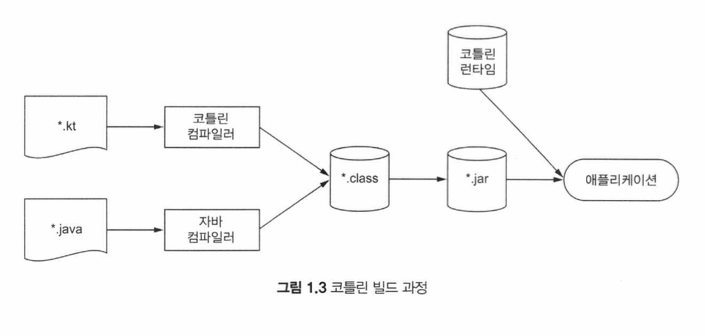 코틀린
런타임
*.kt
코틀린
컴파일러
*.class
*.jar
애플리케이션
*.java
자바
컴파일러
그림 1.3 코틀린 빌드 과정